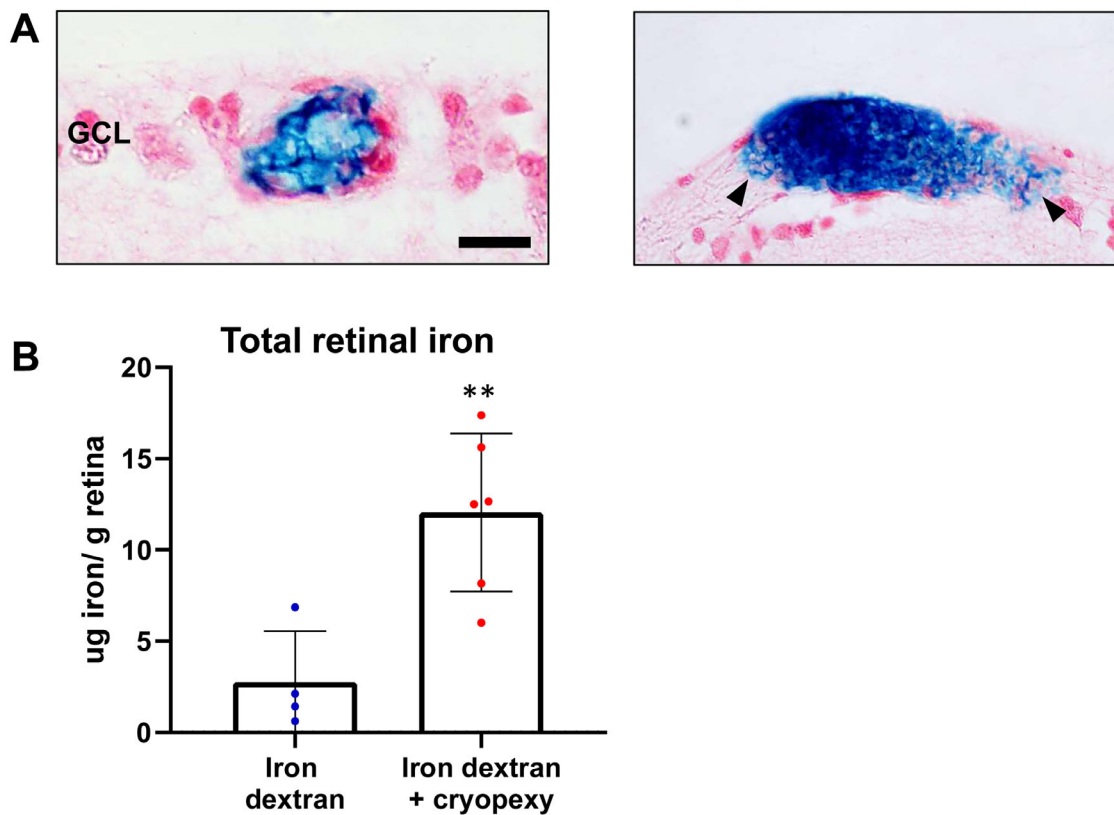 A
GCL
B
Total retinal iron
ug iron/ g retina
20
15
10
5
0
**
Iron
dextran
Iron dextran
+ cryopexy